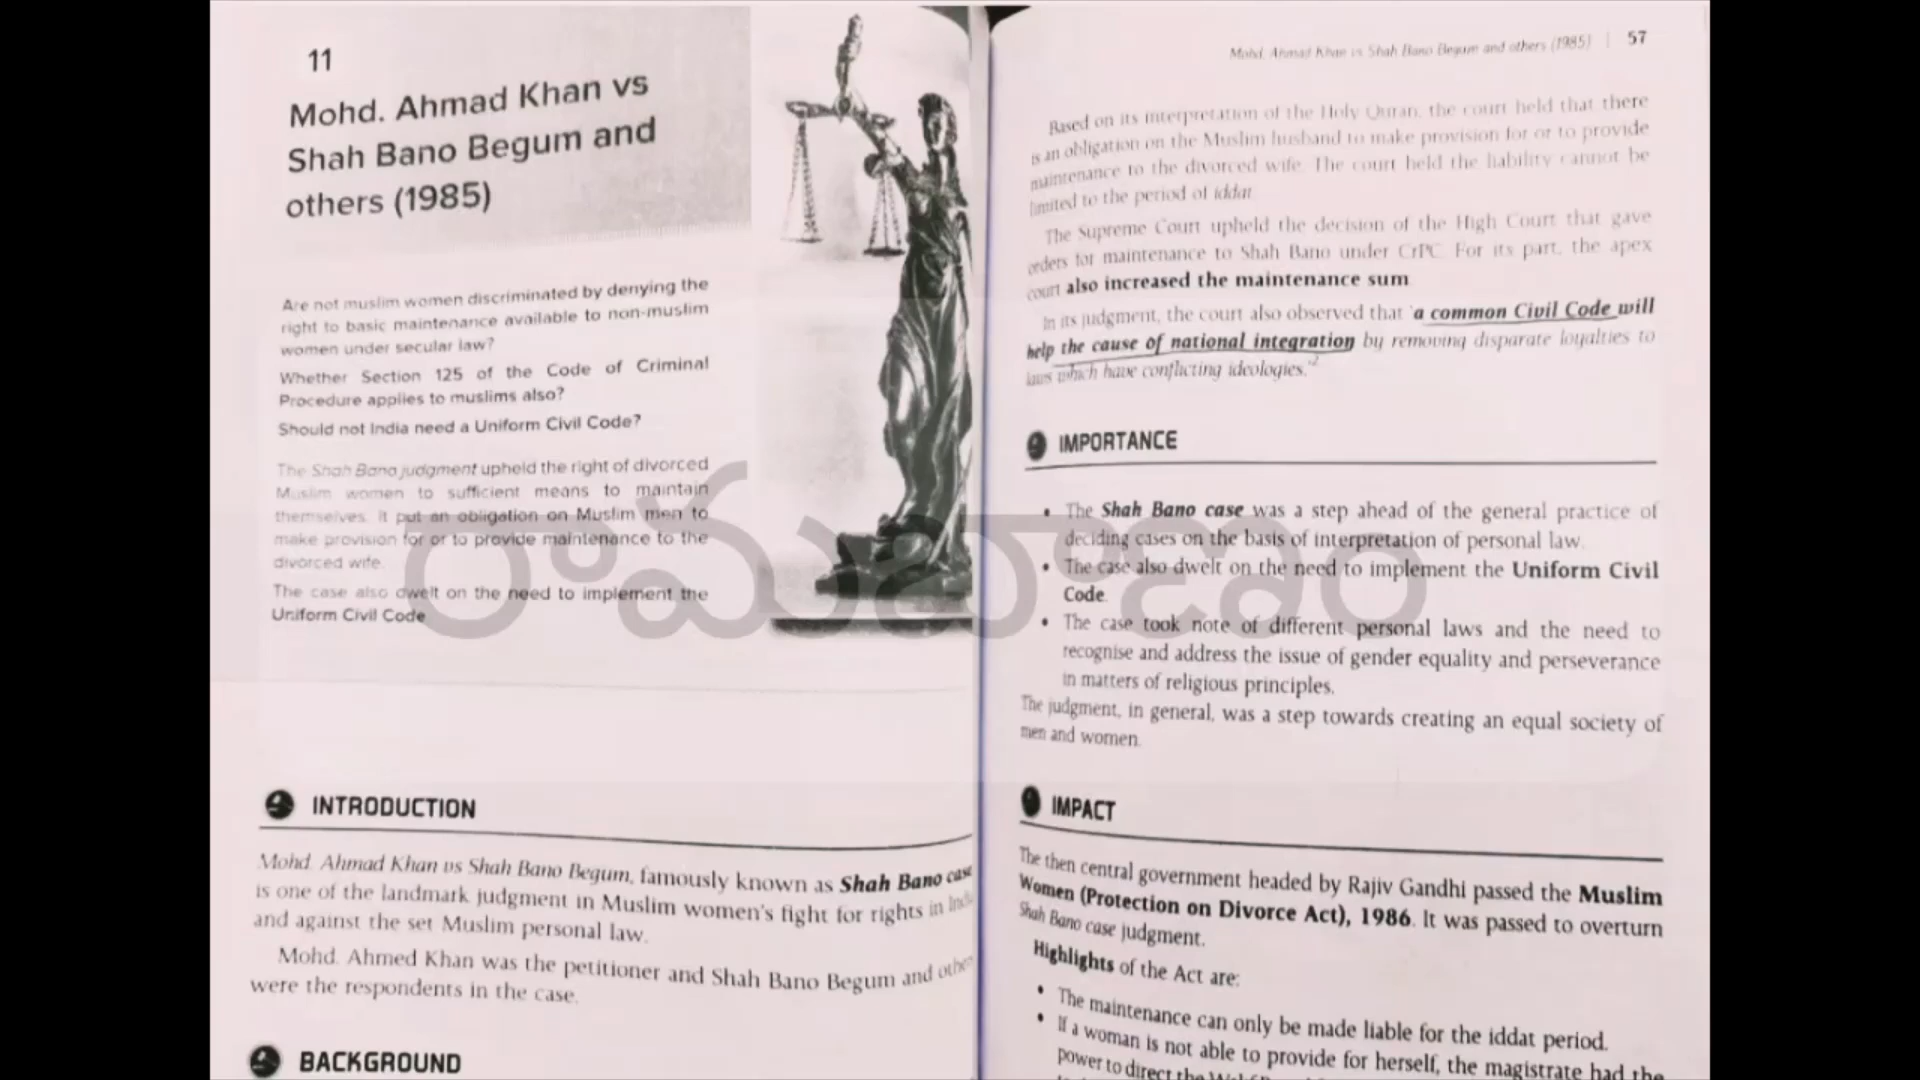 11
Mohd. Ahmad Khan vs
Shah Bano Begum and
others (1985)
Are not muslim women discriminated by denying the
right to basic maintenance available to non-muslim
women under secular law?
Whether Section 125 of the Code of Criminal
Procedure applies to muslims also?
Should not India need a Uniform Civil Code?
The Shah Bano judgment upheld the right of divorced
Muslim women to sufficient means to maintain
themselves. It put an obligation on Muslim men to
make provision for or to provide maintenance to the
divorced wife.
The case also dwelt on the need to implement the
Uniform Civil Code
INTRODUCTION
Mohd. Ahmad Khan vs Shah Bano Begum, famously known as Shah Bano case
is one of the landmark judgment in Muslim women's fight for rights in
and against the set Muslim personal law.
Mohd. Ahmed Khan was the petitioner and Shah Bano Begum and
were the respondents in the case.
BACKGROUND
Mohd. Ahmad Khan vs Shah Bano Begum and others (1985) | 57
Based on its interpretation of the Holy Quran, the court held that there
is an obligation on the Muslim husband to make provision for or to provide
maintenance to the divorced wife. The court held the liability cannot be
limited to the period of iddat.
The Supreme Court upheld the decision of the High Court that gave
orders for maintenance to Shah Bano under CrPC. For its part, the apex
court also increased the maintenance sum.
In its judgment, the court also observed that 'a common Civil Code will
help the cause of national integration by removing disparate loyalties to
laws which have conflicting ideologies.'2
IMPORTANCE
• The Shah Bano case was a step ahead of the general practice of
deciding cases on the basis of interpretation of personal law.
• The case also dwelt on the need to implement the Uniform Civil
Code.
• The case took note of different personal laws and the need to
recognise and address the issue of gender equality and perseverance
in matters of religious principles.
The judgment, in general, was a step towards creating an equal society of
men and women.
IMPACT
The then central government headed by Rajiv Gandhi passed the Muslim
Women (Protection on Divorce Act), 1986. It was passed to overturn
Shah Bano case judgment.
Highlights of the Act are:
• The maintenance can only be made liable for the iddat period.
• If a woman is not able to provide for herself, the magistrate had the
power to direct the
రామబాణం